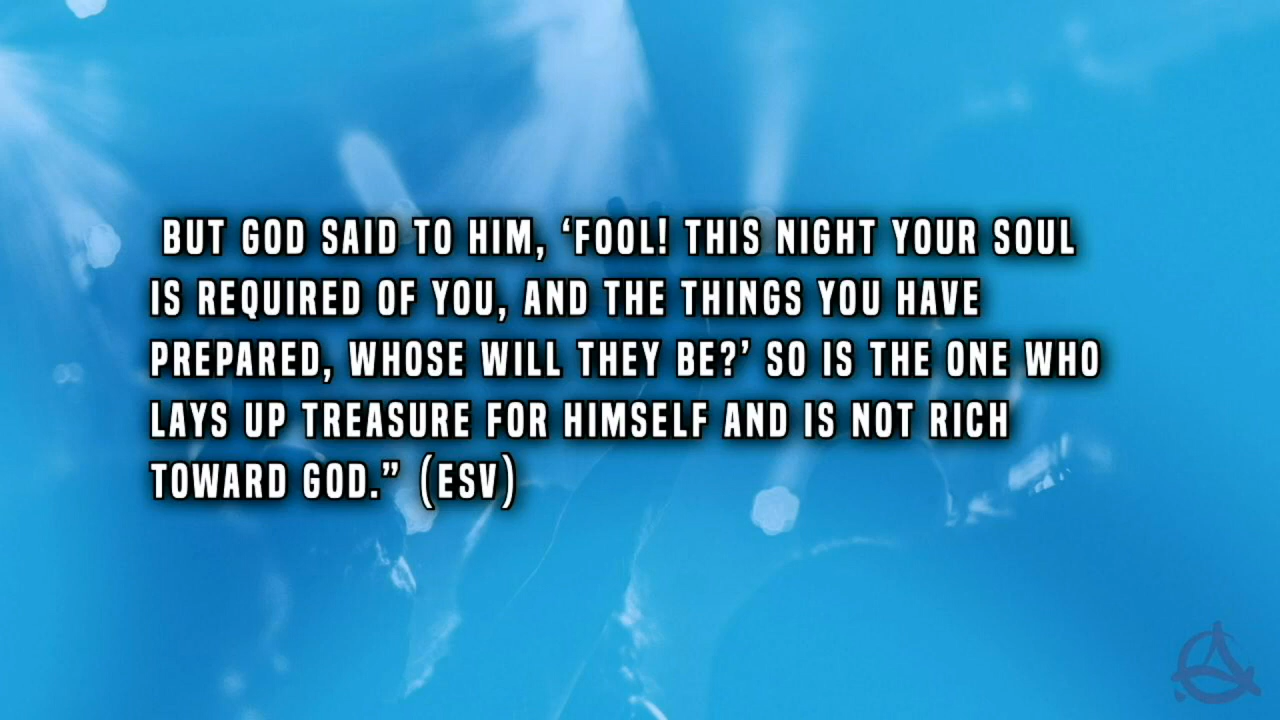 BUT GOD SAID TO HIM, ‘FOOL! THIS NIGHT YOUR SOUL
IS REQUIRED OF YOU, AND THE THINGS YOU HAVE
PREPARED, WHOSE WILL THEY BE?’ SO IS THE ONE WHO
LAYS UP TREASURE FOR HIMSELF AND IS NOT RICH
TOWARD GOD.” (ESV)